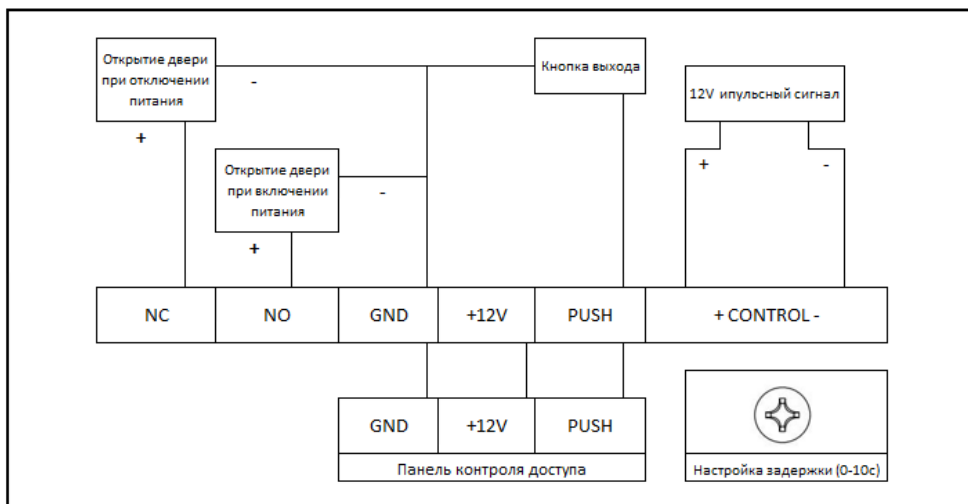 Открытие двери
при отключении
питания
-
+
Кнопка выхода
12V ипульсный сигнал
+ -
Открытие двери
при включении
питания
-
+
NC NO GND +12V PUSH + CONTROL -
GND +12V PUSH
Панель контроля доступа
Настройка задержки (0-10с)